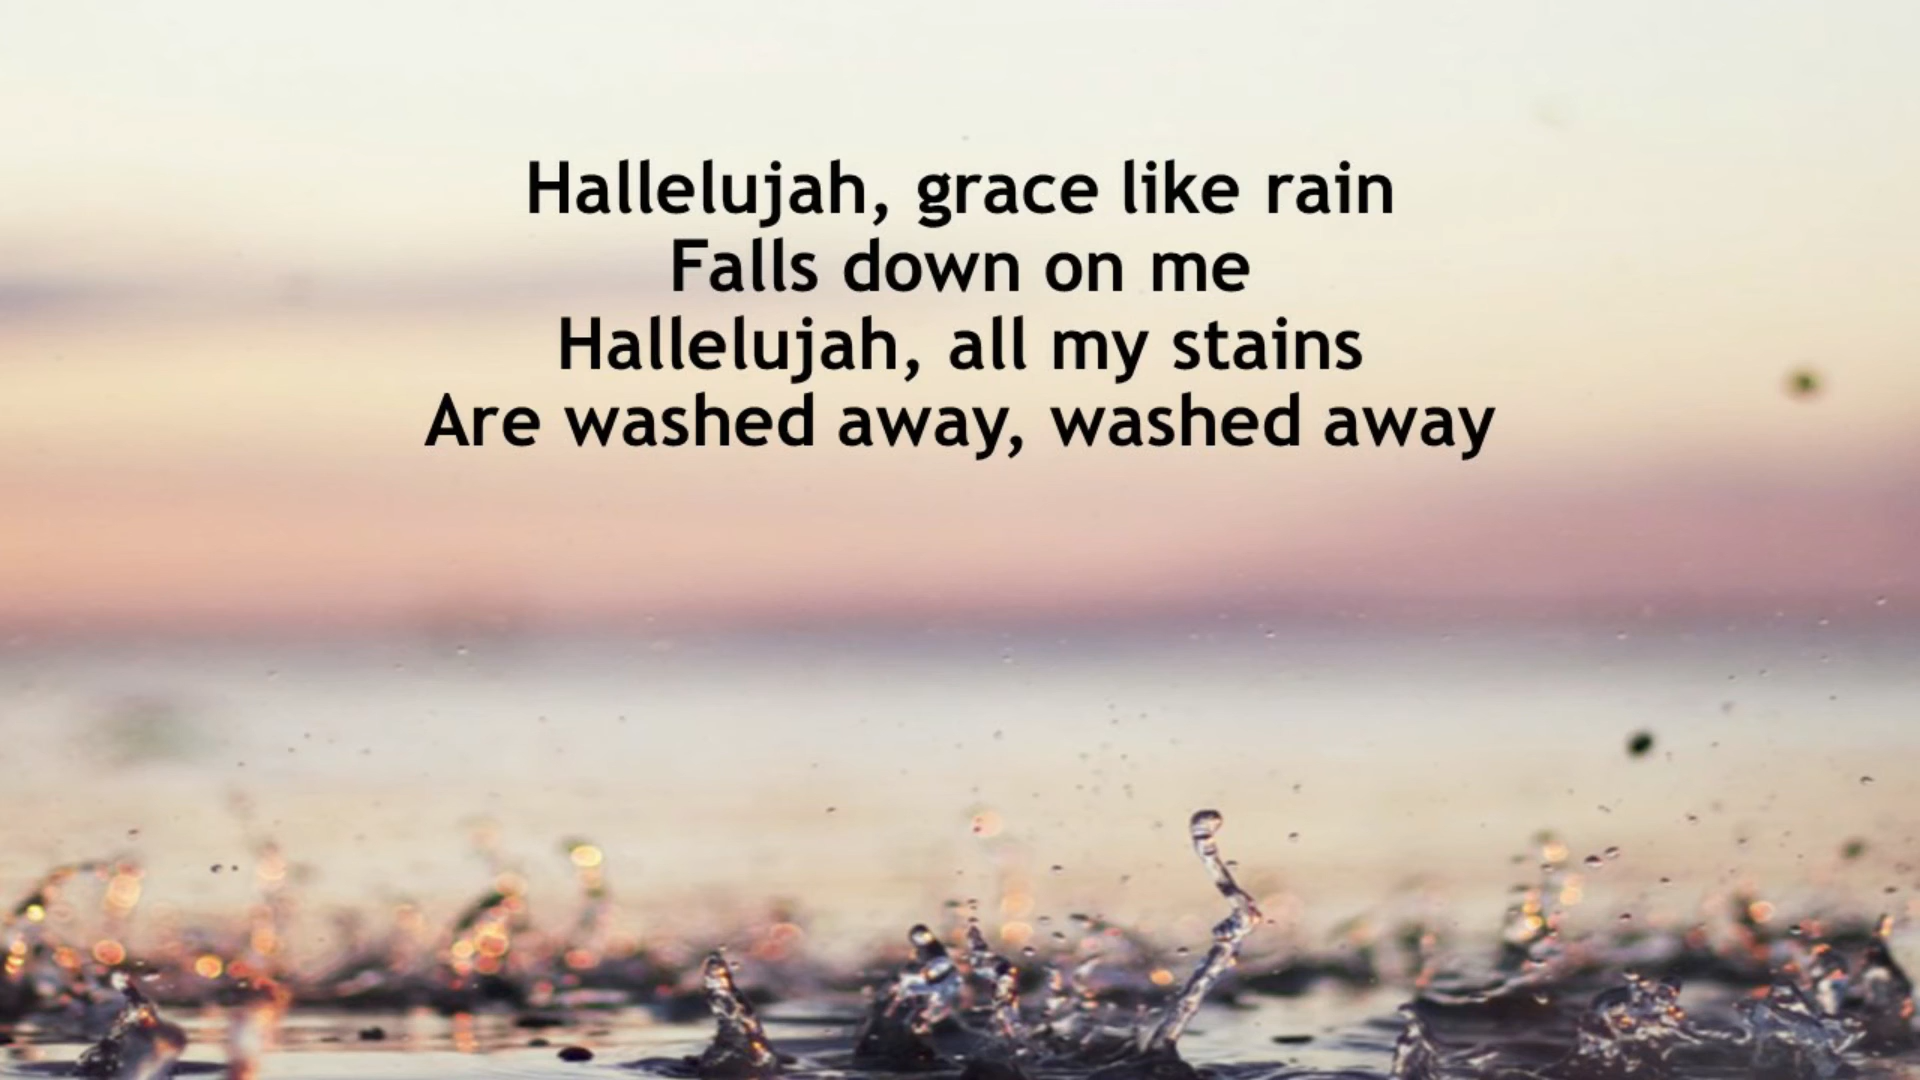 Hallelujah, grace like rain
Falls down on me
Hallelujah, all my stains
Are washed away, washed away